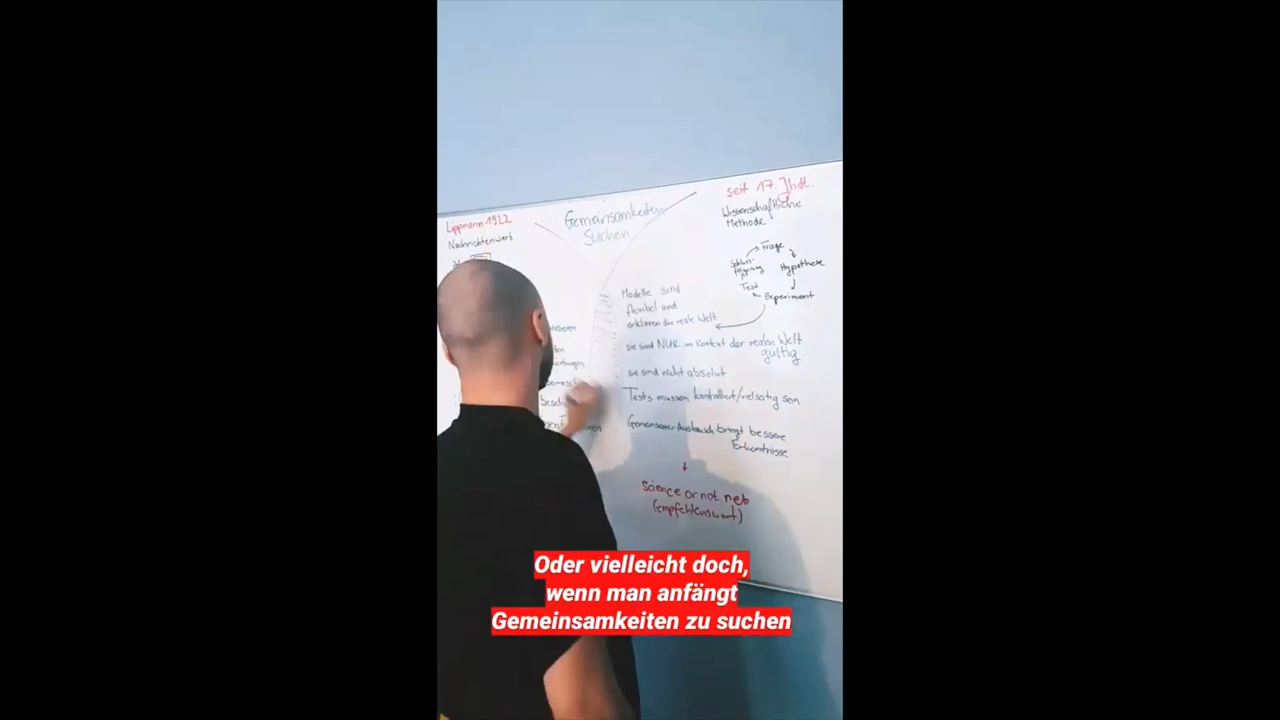 Lippmann 1922
Nachrichtenwert
Gemeinsamkeiten
Suchen
seit 17. Jhdt.
Wissenschaftliche
Methode
Frage
Hypothese
Experiment
Test
Schluss-
folgerung
Modelle sind
flexibel und
erklären die reale Welt
sie sind NUR im Kontext der realen Welt
gültig
sie sind nicht absolut
Tests müssen kontrolliert/vielseitig sein
Gemeinsamer Austausch bringt bessere
Erkenntnisse
Science or not net
(empfehlenswert)
Oder vielleicht doch,
wenn man anfängt
Gemeinsamkeiten zu suchen